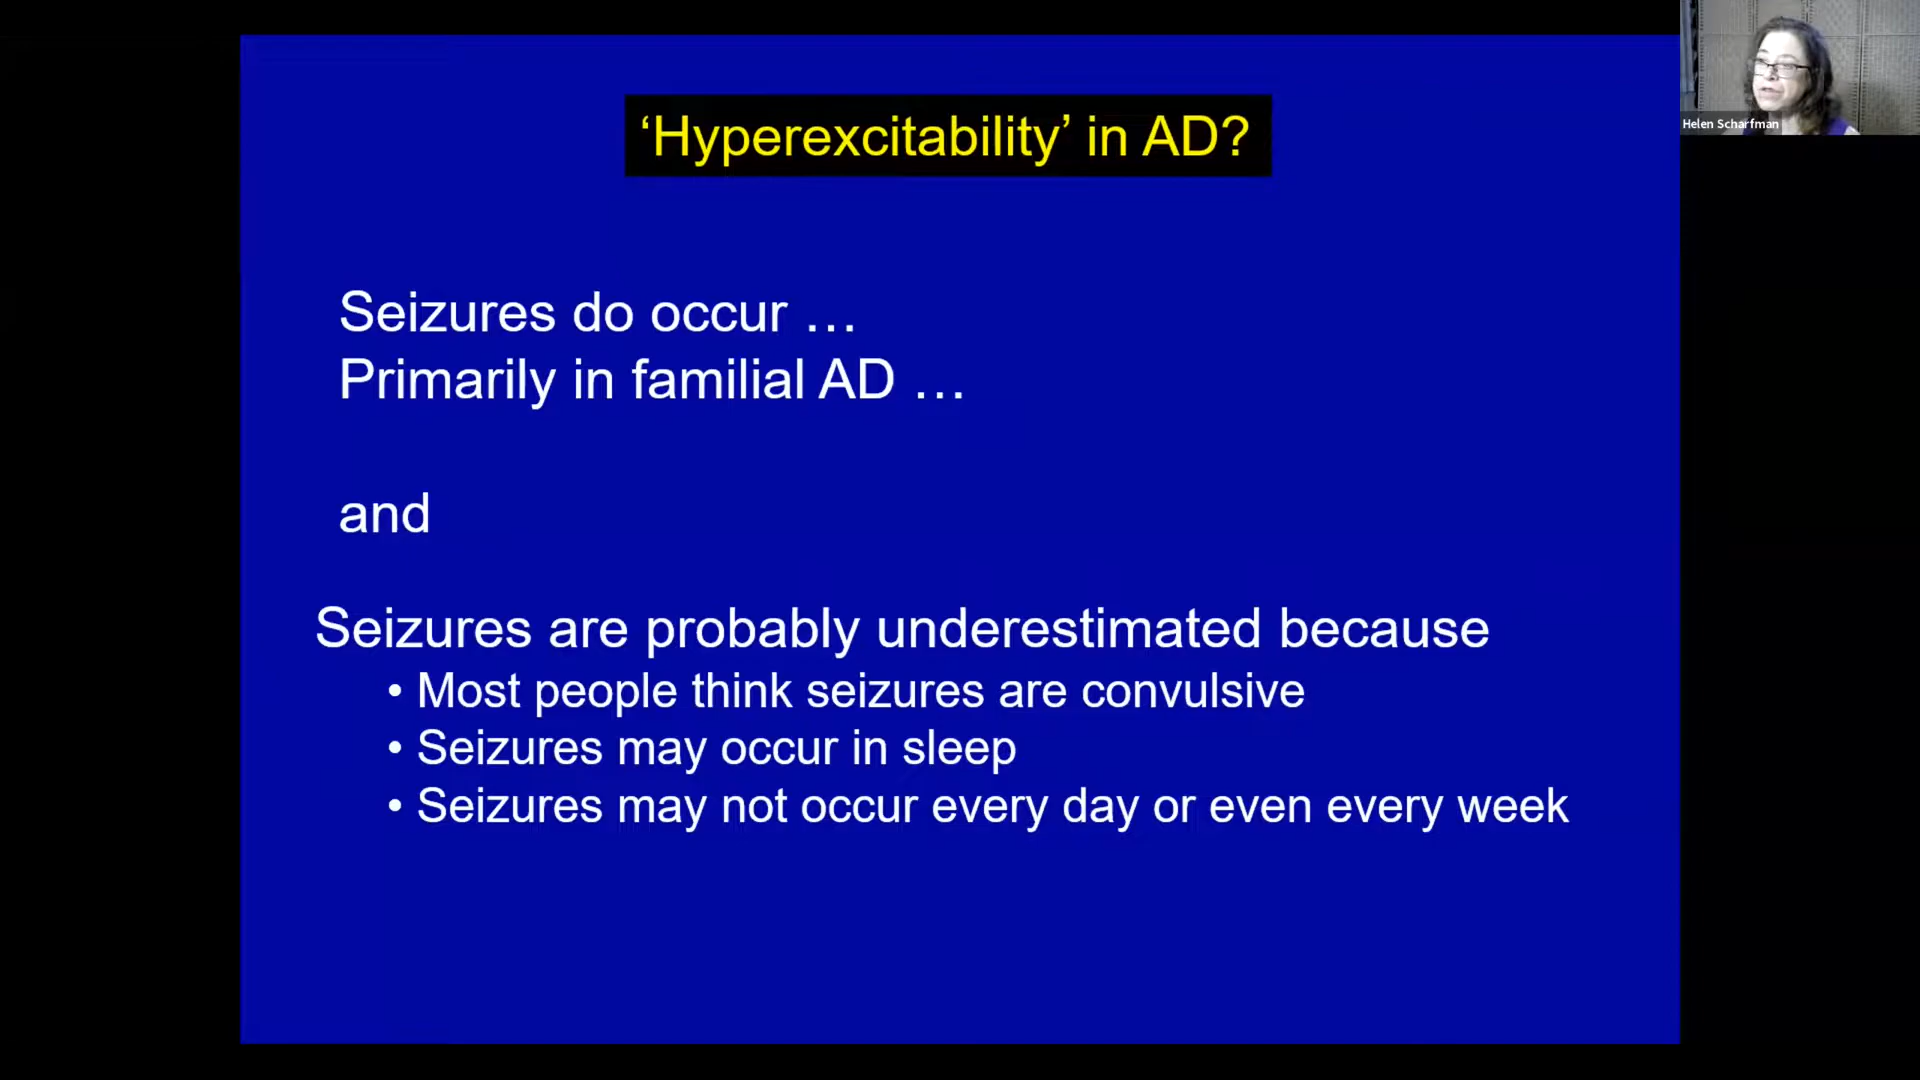 ‘Hyperexcitability’ in AD?
Helen Scharfman
Seizures do occur …
Primarily in familial AD …
and
Seizures are probably underestimated because
• Most people think seizures are convulsive
• Seizures may occur in sleep
• Seizures may not occur every day or even every week